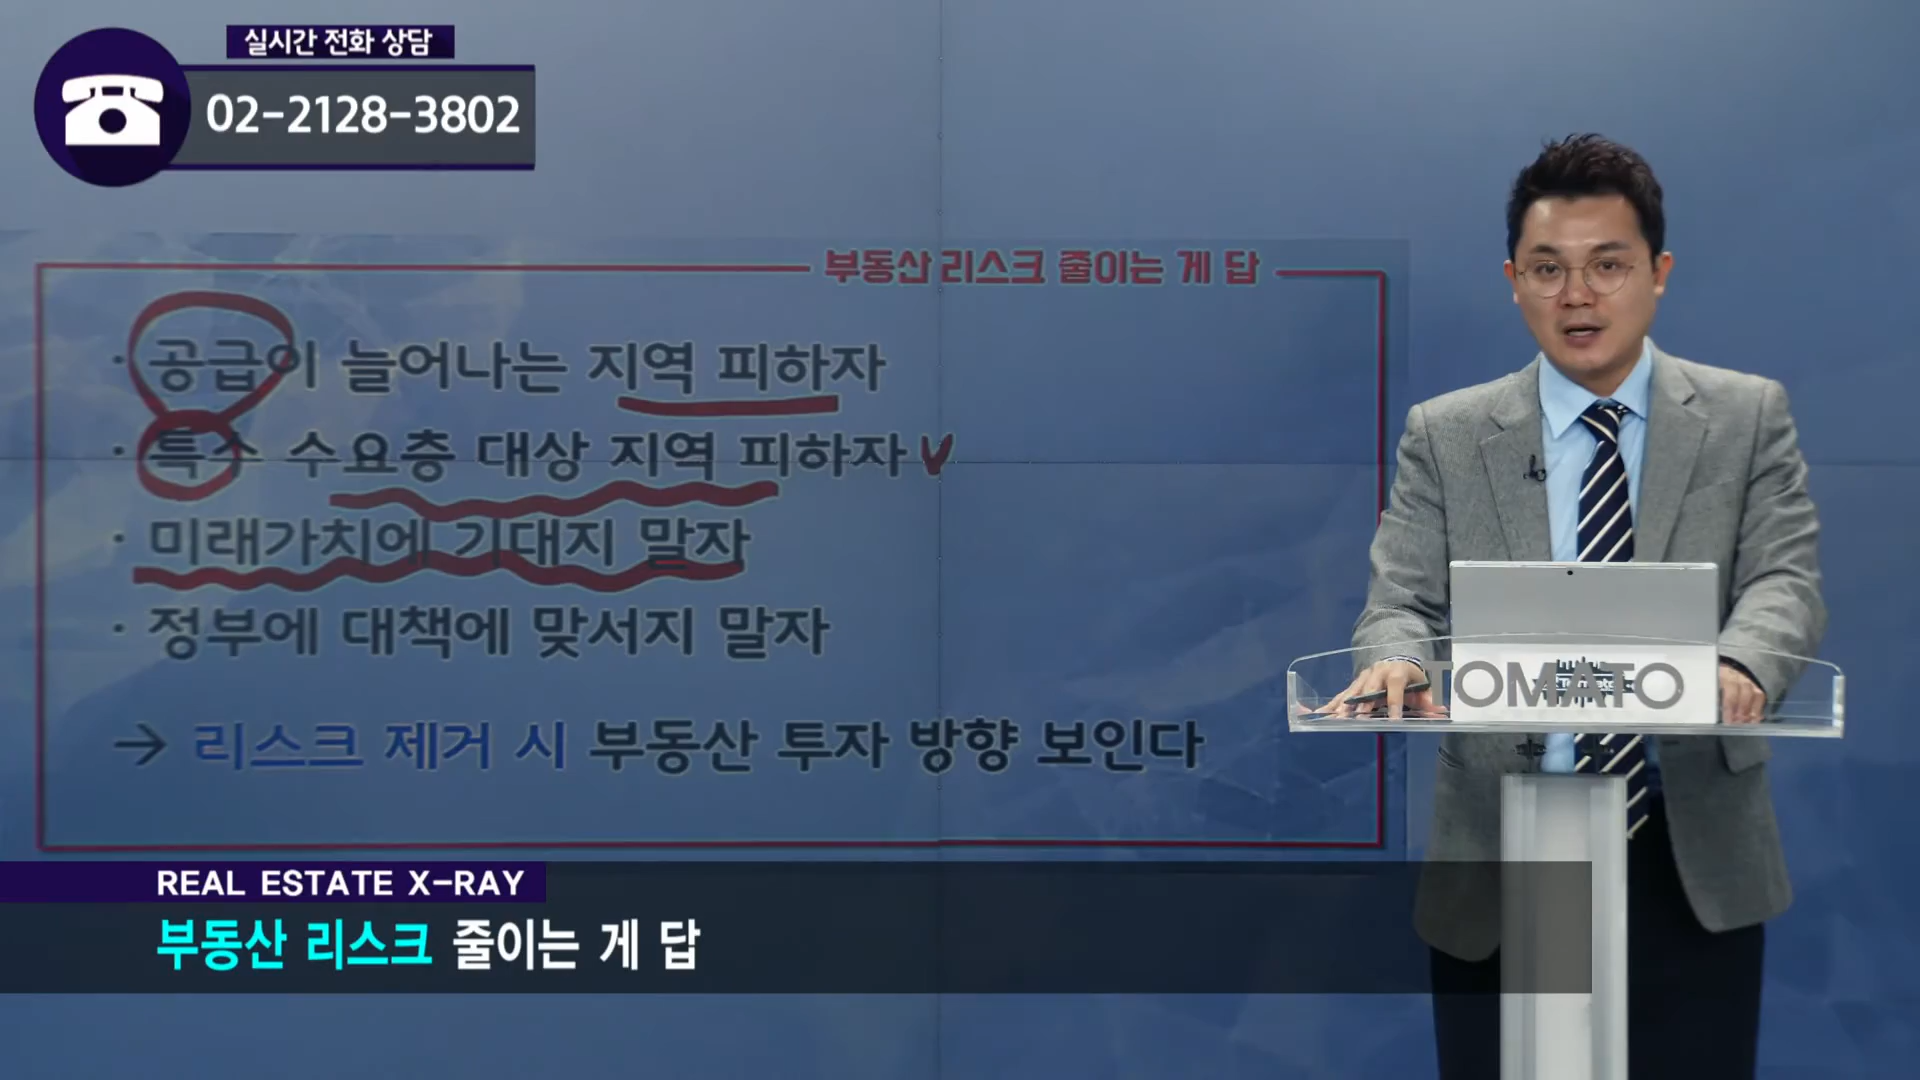 실시간 전화 상담
02-2128-3802
부동산 리스크 줄이는 게 답
· 공급이 늘어나는 지역 피하자
· 특수 수요층 대상 지역 피하자
· 미래가치에 기대지 말자
· 정부에 대책에 맞서지 말자
→ 리스크 제거 시 부동산 투자 방향 보인다
TOMATO
REAL ESTATE X-RAY
부동산 리스크 줄이는 게 답